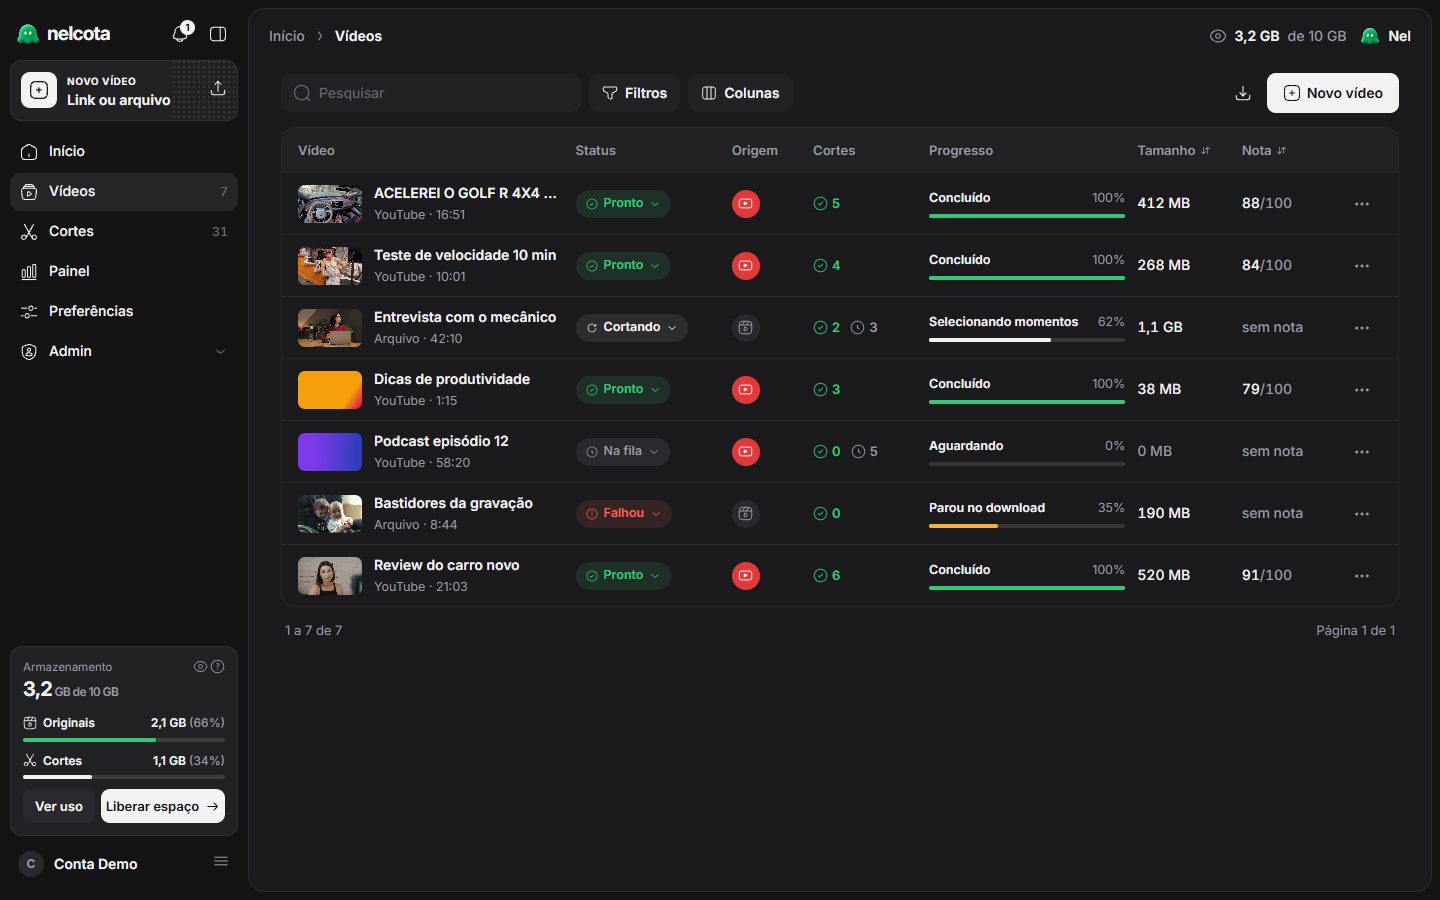 nelcota
1
NOVO VÍDEO
Link ou arquivo
Início
Vídeos
7
Cortes
31
Painel
Preferências
Admin
Armazenamento
?
3,2 GB de 10 GB
Originais
2,1 GB (66%)
Cortes
1,1 GB (34%)
Ver uso
Liberar espaço
C
Conta Demo
Início
Vídeos
3,2 GB de 10 GB
Nel
Pesquisar
Filtros
Colunas
Novo vídeo
Vídeo Status Origem Cortes Progresso Tamanho Nota
ACELEREI O GOLF R 4X4 ...
YouTube · 16:51
Pronto
5
Concluído 100%
412 MB
88/100
Teste de velocidade 10 min
YouTube · 10:01
Pronto
4
Concluído 100%
268 MB
84/100
Entrevista com o mecânico
Arquivo · 42:10
Cortando
2 3
Selecionando momentos 62%
1,1 GB
sem nota
Dicas de produtividade
YouTube · 1:15
Pronto
3
Concluído 100%
38 MB
79/100
Podcast episódio 12
YouTube · 58:20
Na fila
0 5
Aguardando 0%
0 MB
sem nota
Bastidores da gravação
Arquivo · 8:44
Falhou
0
Parou no download 35%
190 MB
sem nota
Review do carro novo
YouTube · 21:03
Pronto
6
Concluído 100%
520 MB
91/100
1 a 7 de 7
Página 1 de 1